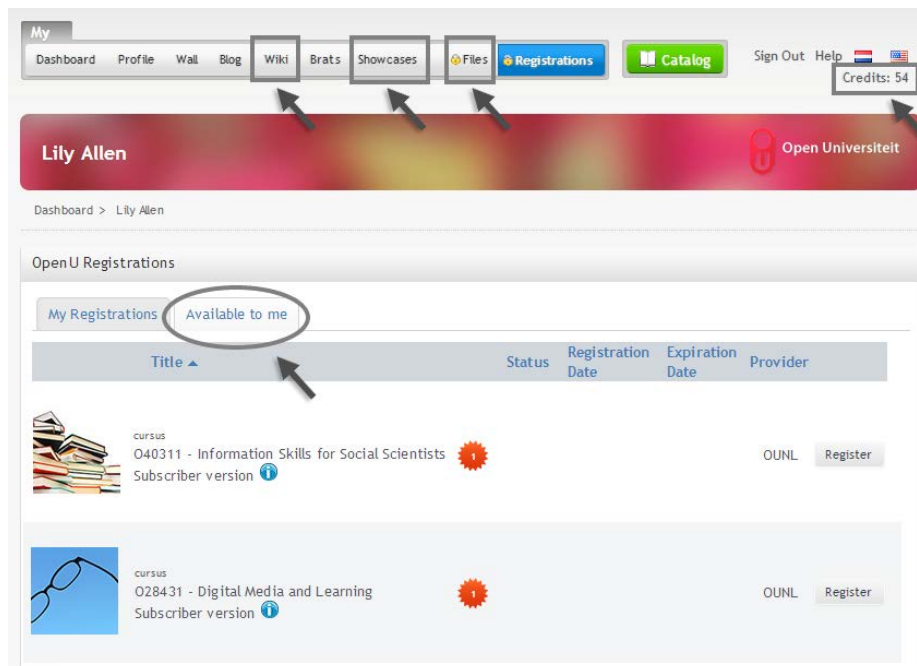 My
Dashboard Profile Wall Blog Wiki Brats Showcases Files Registrations Catalog Sign Out Help
Credits: 54
Lily Allen
Open Universiteit
Dashboard > Lily Allen
OpenU Registrations
My Registrations Available to me
Title Status Registration Date Expiration Date Provider
cursus
O40311 - Information Skills for Social Scientists
Subscriber version
1
OUNL Register
cursus
O28431 - Digital Media and Learning
Subscriber version
1
OUNL Register